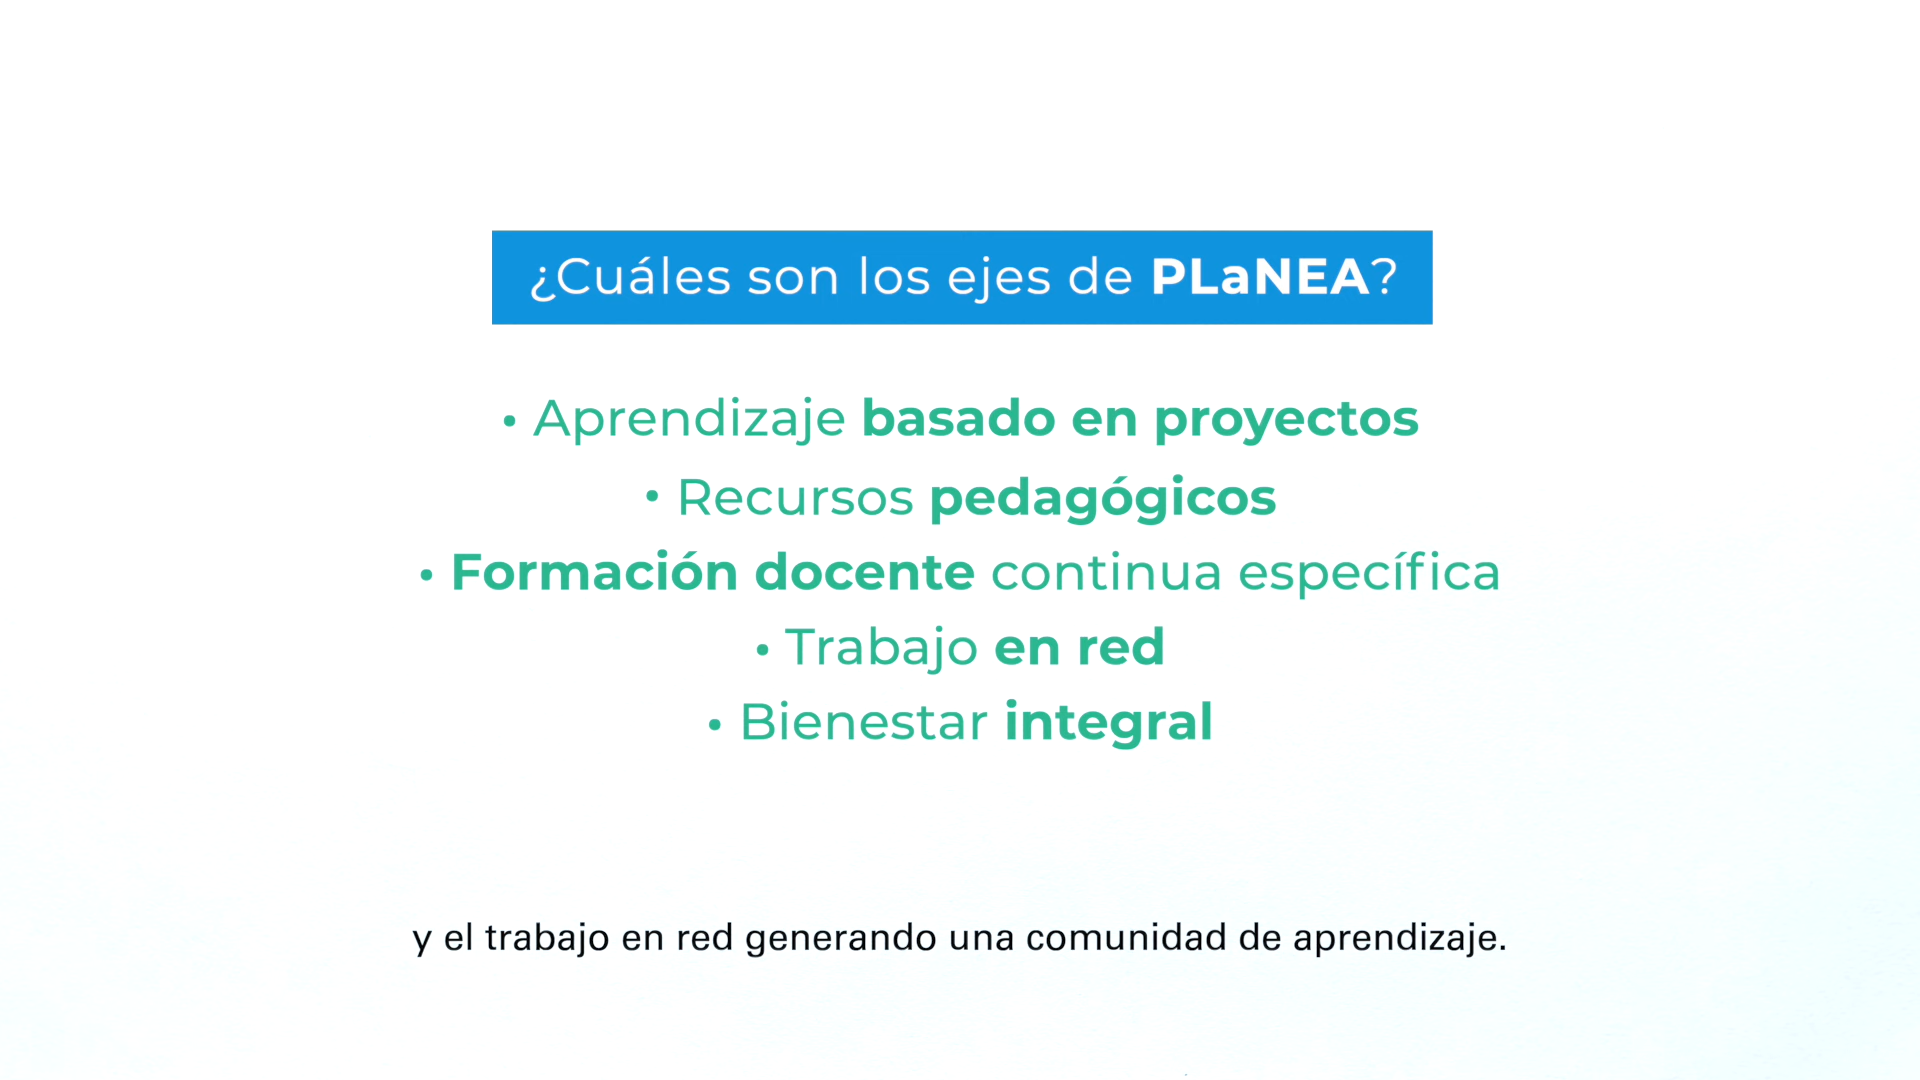 ¿Cuáles son los ejes de PLaNEA?
• Aprendizaje basado en proyectos
• Recursos pedagógicos
• Formación docente continua específica
• Trabajo en red
• Bienestar integral
y el trabajo en red generando una comunidad de aprendizaje.